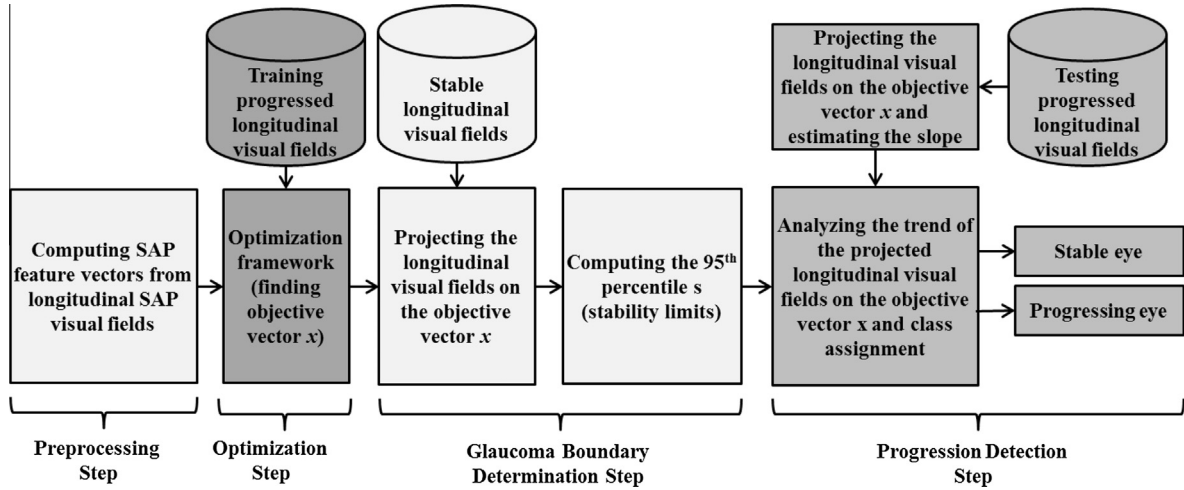 Training
progressed
longitudinal
visual fields
Stable
longitudinal
visual fields
Projecting the
longitudinal visual
fields on the objective
vector x and
estimating the slope
Testing
progressed
longitudinal
visual fields
Computing SAP
feature vectors from
longitudinal SAP
visual fields
Optimization
framework
(finding
objective
vector x)
Projecting the
longitudinal
visual fields on
the objective
vector x
Computing the 95th
percentile s
(stability limits)
Analyzing the trend of
the projected
longitudinal visual
fields on the objective
vector x and class
assignment
Stable eye
Progressing eye
Preprocessing
Step
Optimization
Step
Glaucoma Boundary
Determination Step
Progression Detection
Step